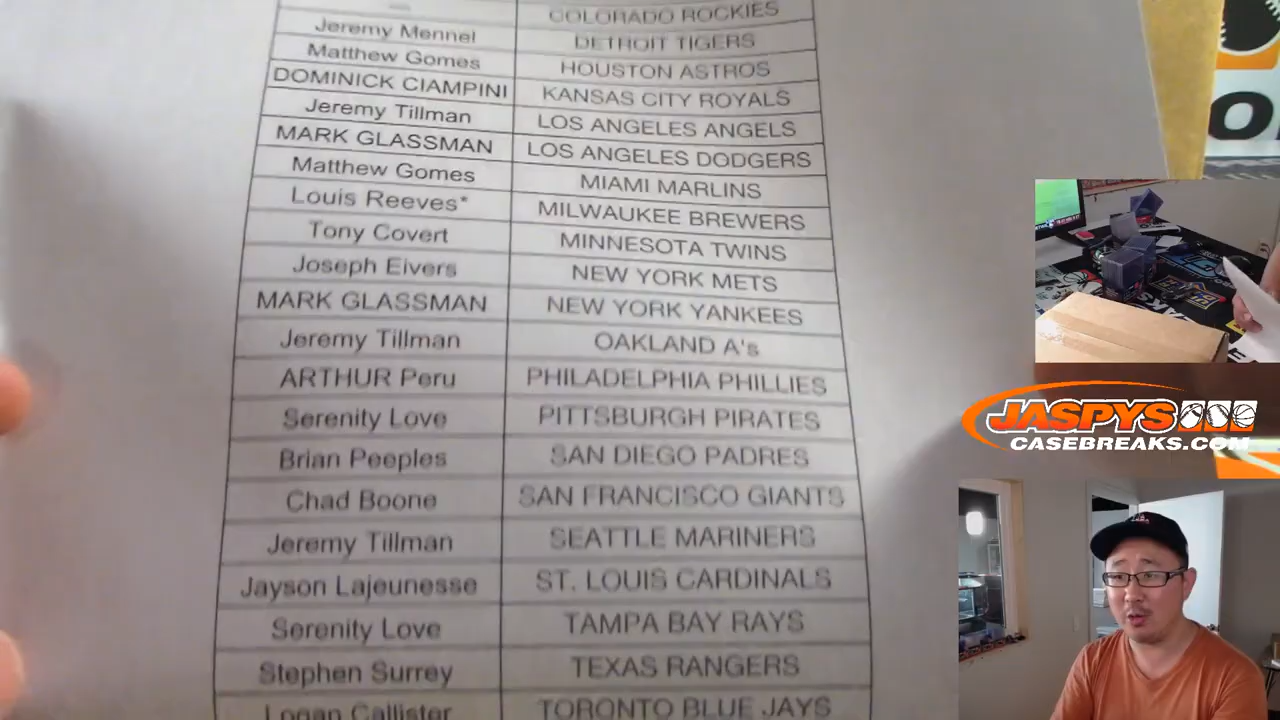 COLORADO ROCKIES
Jeremy Mennel DETROIT TIGERS
Matthew Gomes HOUSTON ASTROS
DOMINICK CIAMPINI KANSAS CITY ROYALS
Jeremy Tillman LOS ANGELES ANGELS
MARK GLASSMAN LOS ANGELES DODGERS
Matthew Gomes MIAMI MARLINS
Louis Reeves* MILWAUKEE BREWERS
Tony Covert MINNESOTA TWINS
Joseph Eivers NEW YORK METS
MARK GLASSMAN NEW YORK YANKEES
Jeremy Tillman OAKLAND A's
ARTHUR Peru PHILADELPHIA PHILLIES
Serenity Love PITTSBURGH PIRATES
Brian Peeples SAN DIEGO PADRES
Chad Boone SAN FRANCISCO GIANTS
Jeremy Tillman SEATTLE MARINERS
Jayson Lajeunesse ST. LOUIS CARDINALS
Serenity Love TAMPA BAY RAYS
Stephen Surrey TEXAS RANGERS
Logan Callister TORONTO BLUE JAYS
JASPYS
CASEBREAKS.COM